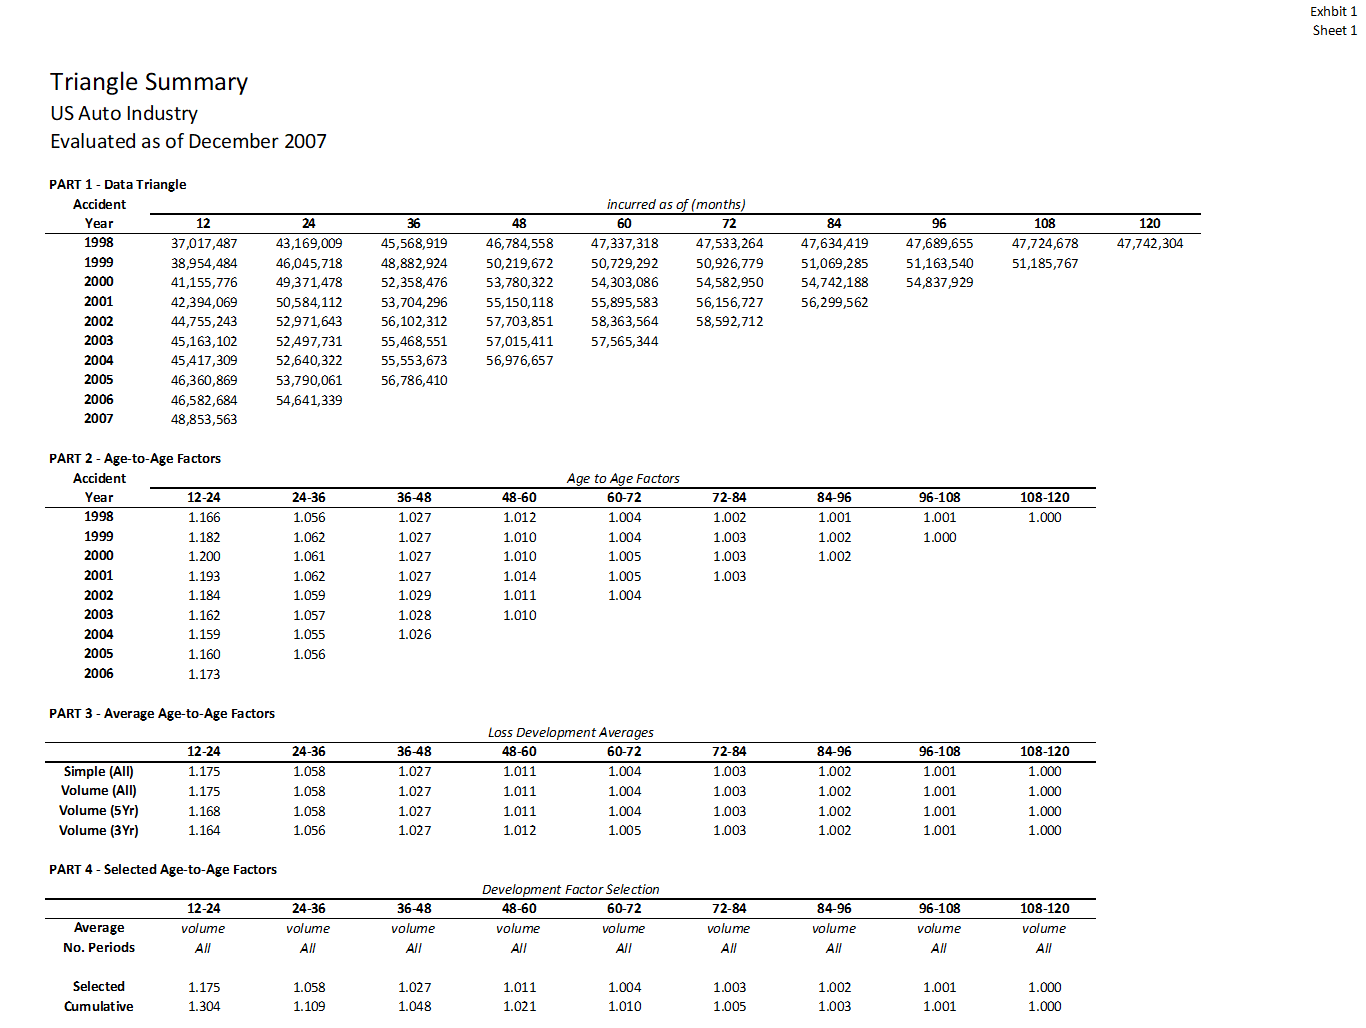 Exhbit 1
Sheet 1
Triangle Summary
US Auto Industry
Evaluated as of December 2007
PART 1 - Data Triangle
Accident incurred as of (months)
Year 12 24 36 48 60 72 84 96 108 120
1998 37,017,487 43,169,009 45,568,919 46,784,558 47,337,318 47,533,264 47,634,419 47,689,655 47,724,678 47,742,304
1999 38,954,484 46,045,718 48,882,924 50,219,672 50,729,292 50,926,779 51,069,285 51,163,540 51,185,767
2000 41,155,776 49,371,478 52,358,476 53,780,322 54,303,086 54,582,950 54,742,188 54,837,929
2001 42,394,069 50,584,112 53,704,296 55,150,118 55,895,583 56,156,727 56,299,562
2002 44,755,243 52,971,643 56,102,312 57,703,851 58,363,564 58,592,712
2003 45,163,102 52,497,731 55,468,551 57,015,411 57,565,344
2004 45,417,309 52,640,322 55,553,673 56,976,657
2005 46,360,869 53,790,061 56,786,410
2006 46,582,684 54,641,339
2007 48,853,563
PART 2 - Age-to-Age Factors
Accident Age to Age Factors
Year 12-24 24-36 36-48 48-60 60-72 72-84 84-96 96-108 108-120
1998 1.166 1.056 1.027 1.012 1.004 1.002 1.001 1.001 1.000
1999 1.182 1.062 1.027 1.010 1.004 1.003 1.002 1.000
2000 1.200 1.061 1.027 1.010 1.005 1.003 1.002
2001 1.193 1.062 1.027 1.014 1.005 1.003
2002 1.184 1.059 1.029 1.011 1.004
2003 1.162 1.057 1.028 1.010
2004 1.159 1.055 1.026
2005 1.160 1.056
2006 1.173
PART 3 - Average Age-to-Age Factors
Loss Development Averages
12-24 24-36 36-48 48-60 60-72 72-84 84-96 96-108 108-120
Simple (All) 1.175 1.058 1.027 1.011 1.004 1.003 1.002 1.001 1.000
Volume (All) 1.175 1.058 1.027 1.011 1.004 1.003 1.002 1.001 1.000
Volume (5Yr) 1.168 1.058 1.027 1.011 1.004 1.003 1.002 1.001 1.000
Volume (3Yr) 1.164 1.056 1.027 1.012 1.005 1.003 1.002 1.001 1.000
PART 4 - Selected Age-to-Age Factors
Development Factor Selection
12-24 24-36 36-48 48-60 60-72 72-84 84-96 96-108 108-120
Average volume volume volume volume volume volume volume volume volume
No. Periods All All All All All All All All All
Selected 1.175 1.058 1.027 1.011 1.004 1.003 1.002 1.001 1.000
Cumulative 1.304 1.109 1.048 1.021 1.010 1.005 1.003 1.001 1.000